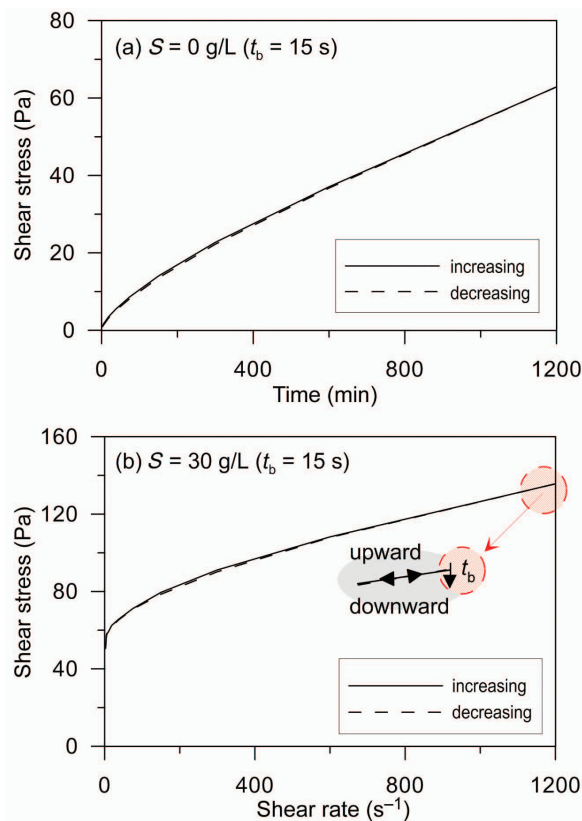 80
(a) S = 0 g/L (tb = 15 s)
60
Shear stress (Pa)
40
20
increasing
decreasing
0
0 400 800 1200
Time (min)
160
(b) S = 30 g/L (tb = 15 s)
120
Shear stress (Pa)
upward
tb
80
downward
40
increasing
decreasing
0
0 400 800 1200
Shear rate (s⁻¹)